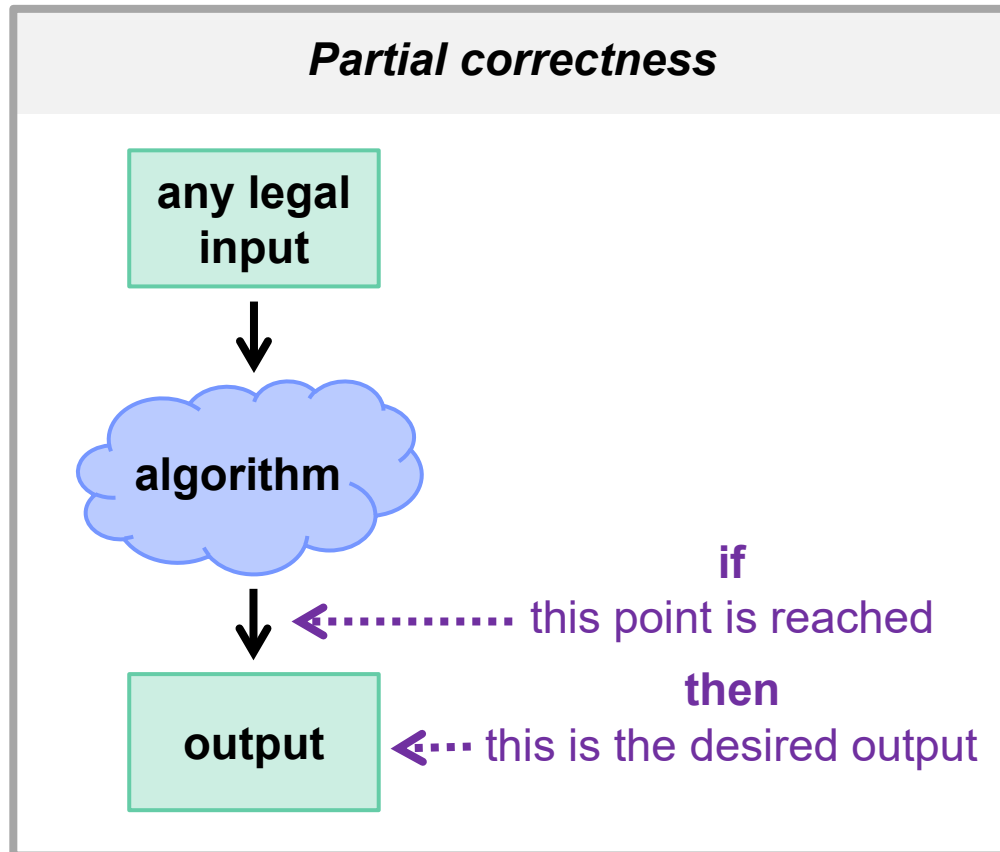 Partial correctness
any legal
input
algorithm
if
this point is reached
then
this is the desired output
output